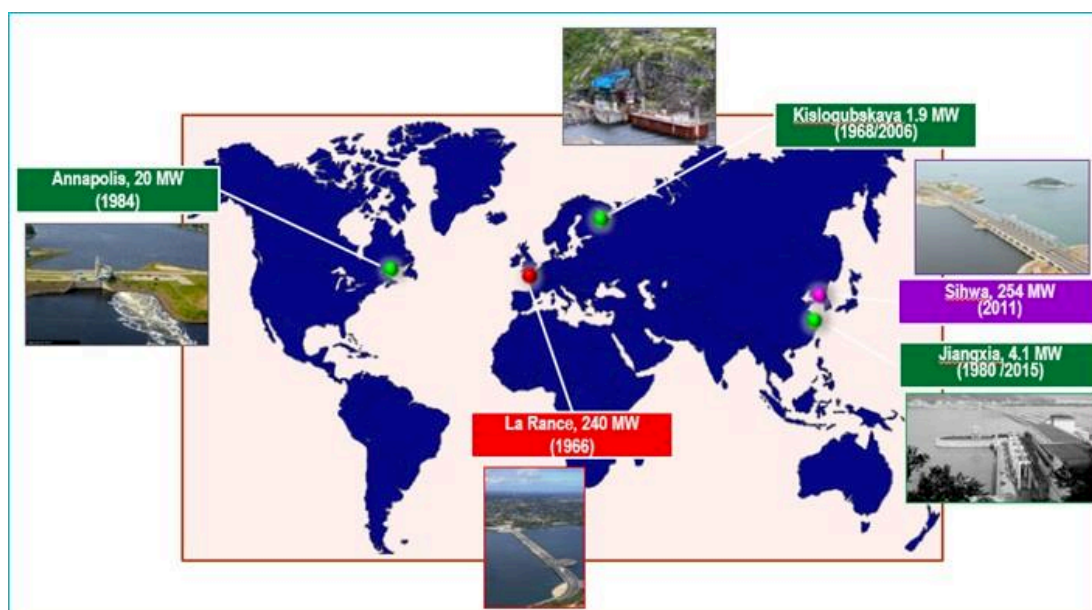 Kislogubskaya 1.9 MW
(1968/2006)
Annapolis, 20 MW
(1984)
Sihwa, 254 MW
(2011)
Jiangxia, 4.1 MW
(1980 /2015)
La Rance, 240 MW
(1966)